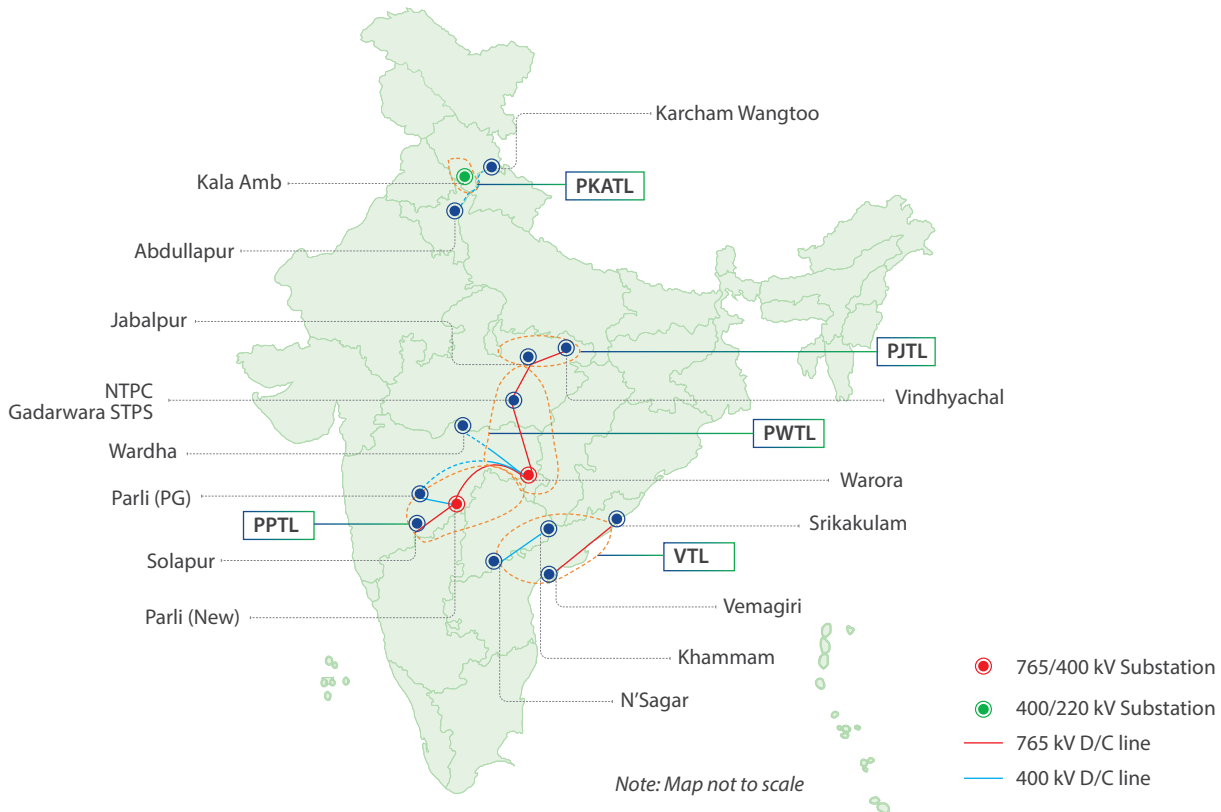 Karcham Wangtoo
Kala Amb
PKATL
Abdullapur
Jabalpur
PJTL
NTPC
Gadarwara STPS
Vindhyachal
PWTL
Wardha
Warora
Parli (PG)
PPTL
Srikakulam
Solapur
VTL
Vemagiri
Parli (New)
Khammam
N'Sagar
765/400 kV Substation
400/220 kV Substation
765 kV D/C line
400 kV D/C line
Note: Map not to scale